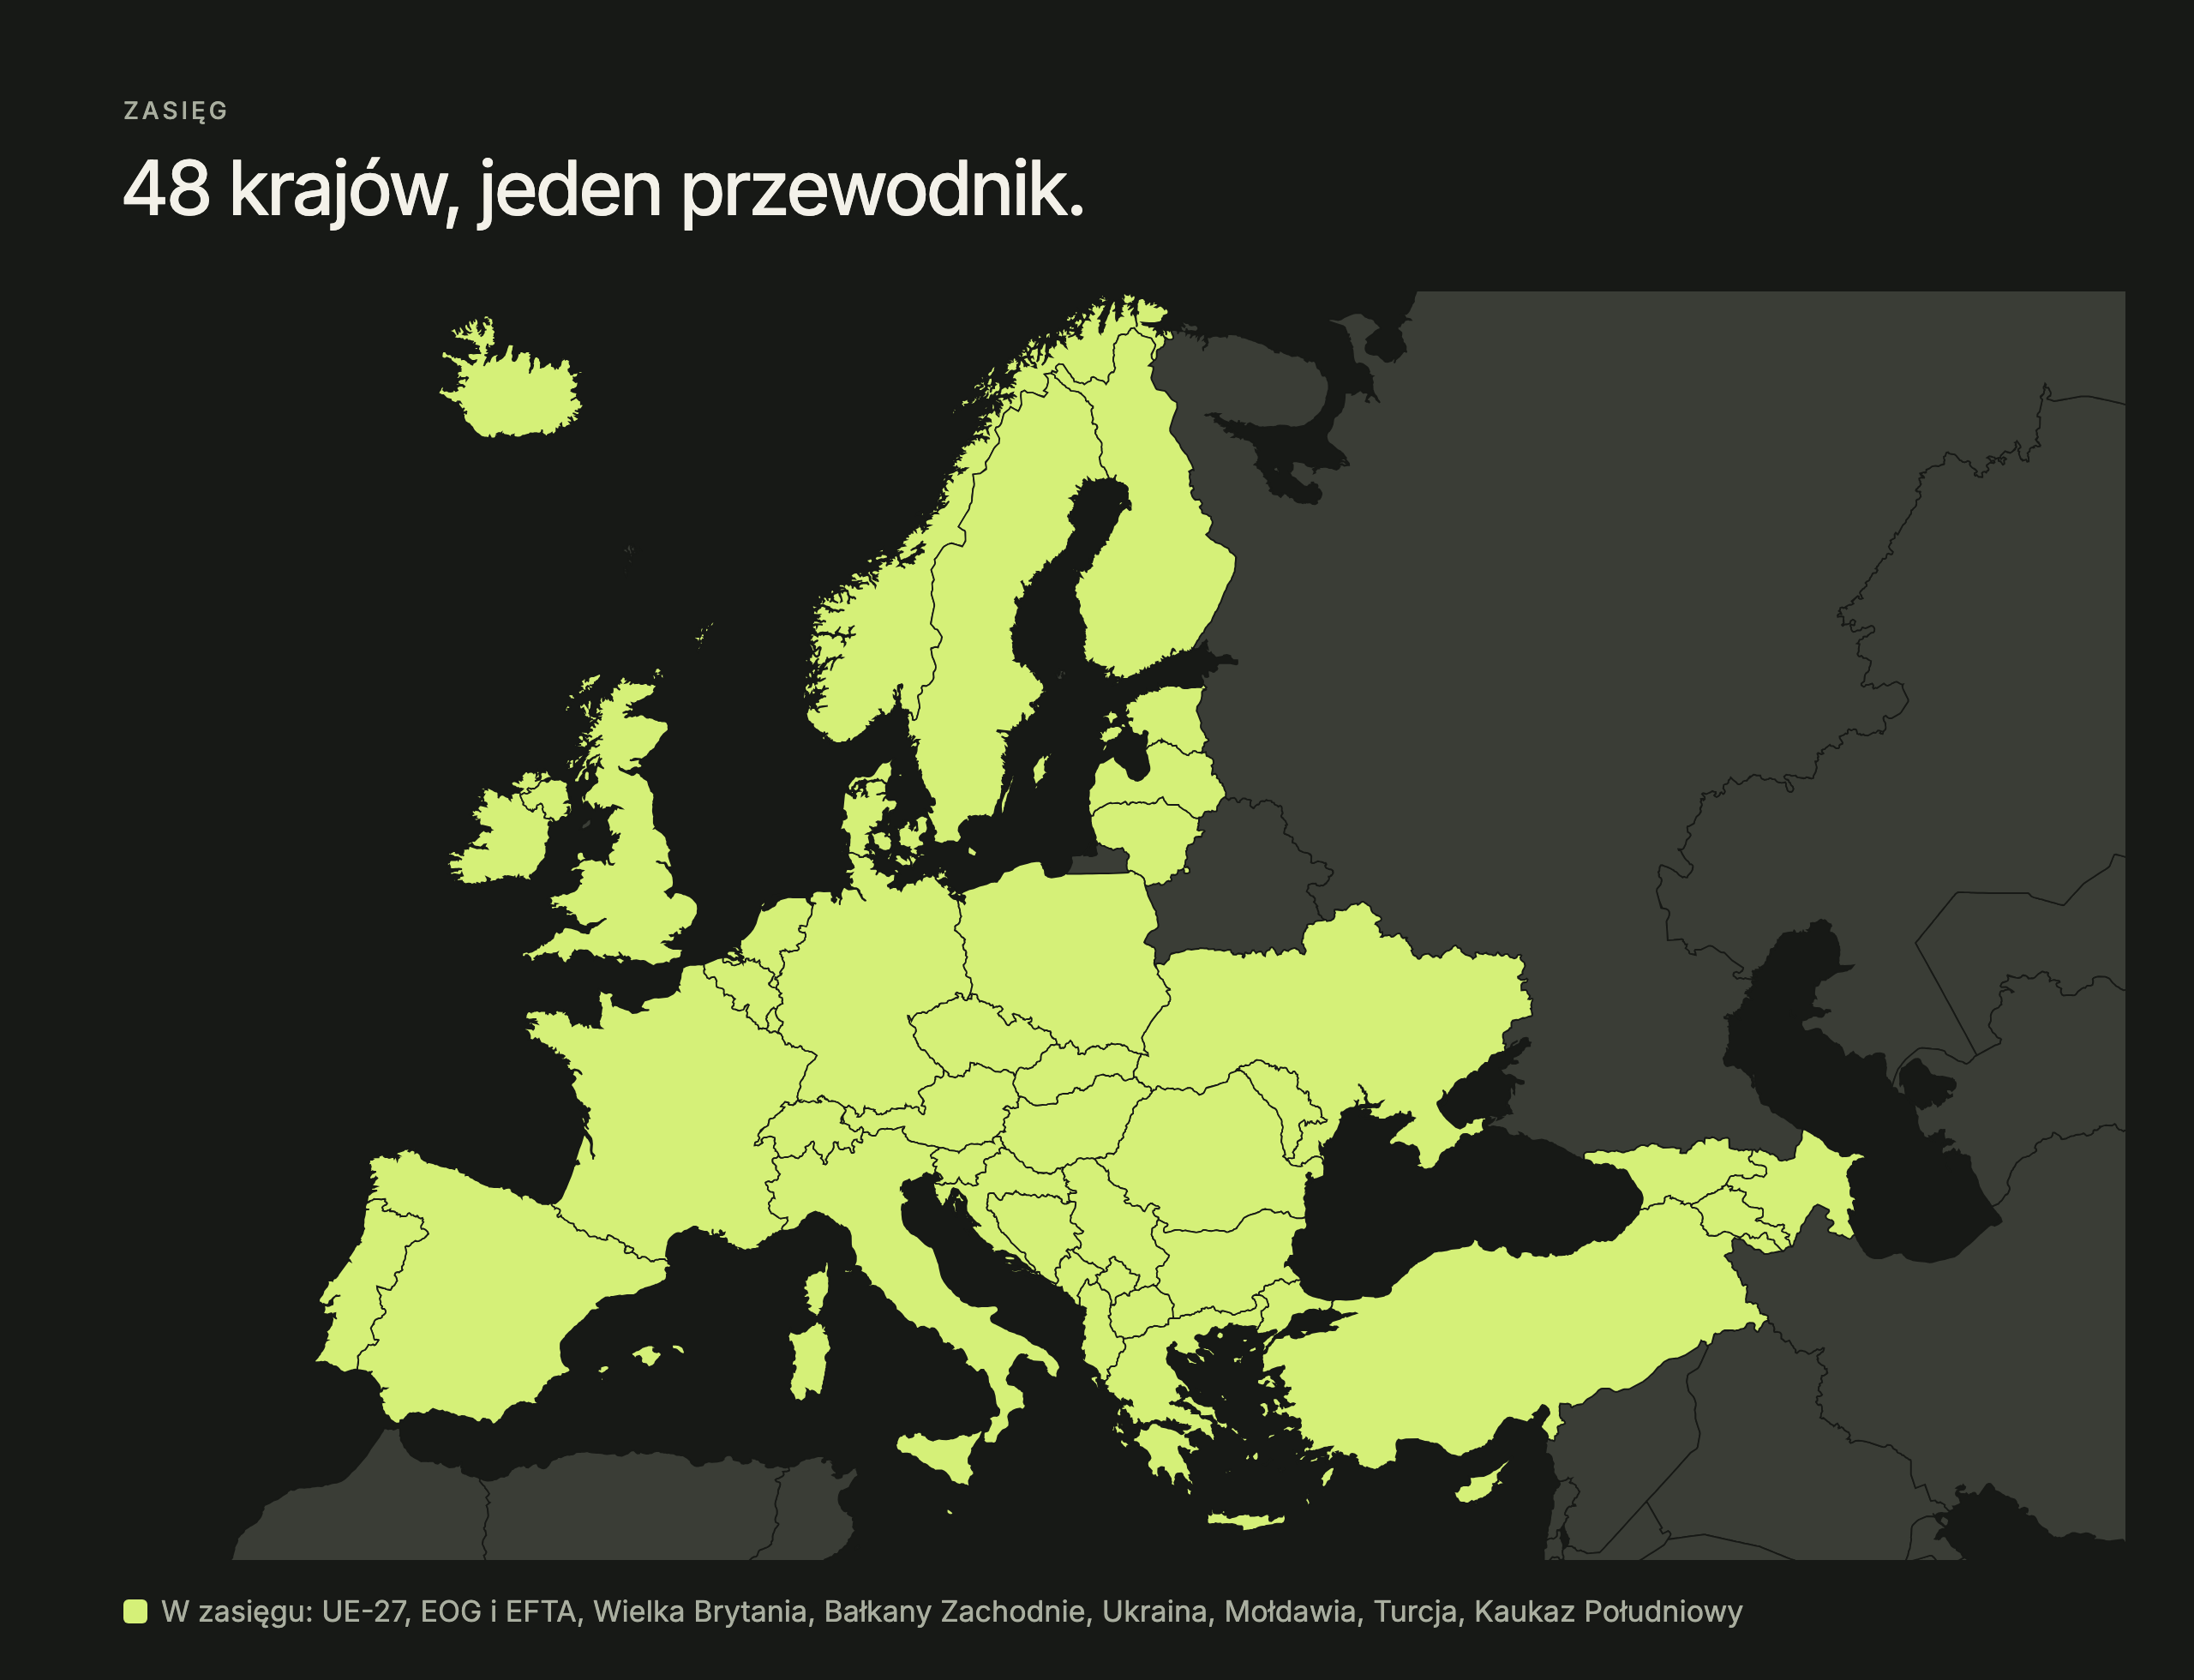 ZASIĘG
48 krajów, jeden przewodnik.
W zasięgu: UE-27, EOG i EFTA, Wielka Brytania, Bałkany Zachodnie, Ukraina, Mołdawia, Turcja, Kaukaz Południowy